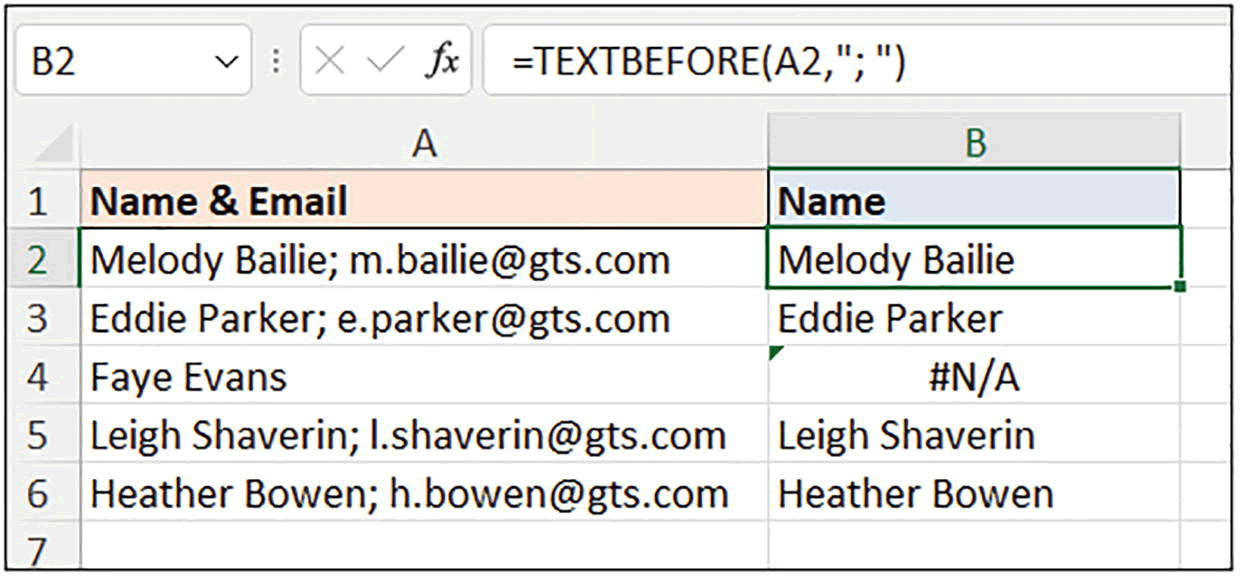 B2 fx =TEXTBEFORE(A2,"; ")
A B
1 Name & Email Name
2 Melody Bailie; m.bailie@gts.com Melody Bailie
3 Eddie Parker; e.parker@gts.com Eddie Parker
4 Faye Evans #N/A
5 Leigh Shaverin; l.shaverin@gts.com Leigh Shaverin
6 Heather Bowen; h.bowen@gts.com Heather Bowen
7